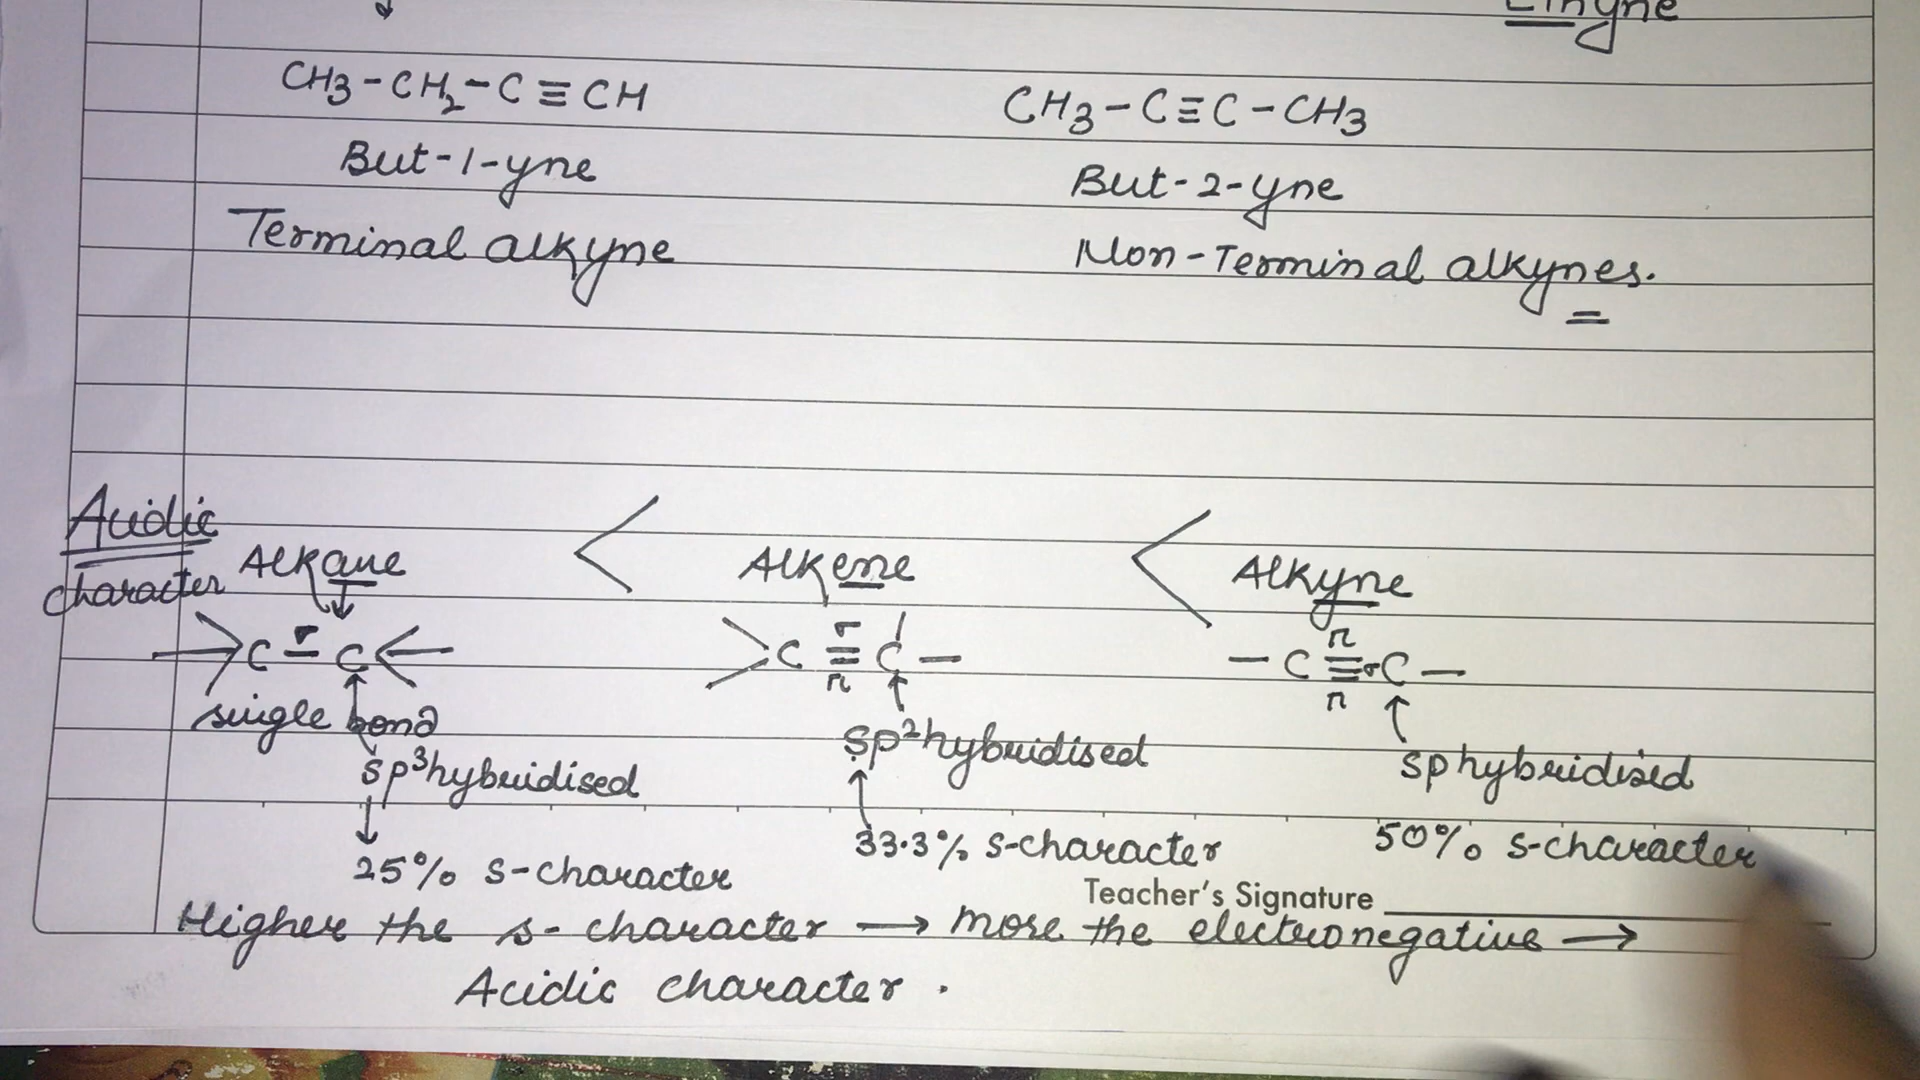 Ethyne
CH3-CH2-C≡CH
CH3-C≡C-CH3
But-1-yne
But-2-yne
Terminal alkyne
Non-Terminal alkynes.
Acidic
character
Alkane < Alkene < Alkyne
C σ C
C σ π C
C π σ π C
single bond
sp³hybridised
sp²hybridised
sp hybridised
25% s-character
33.3% s-character
50% s-character
Teacher's Signature
Higher the s-character → more the electronegative →
Acidic character.